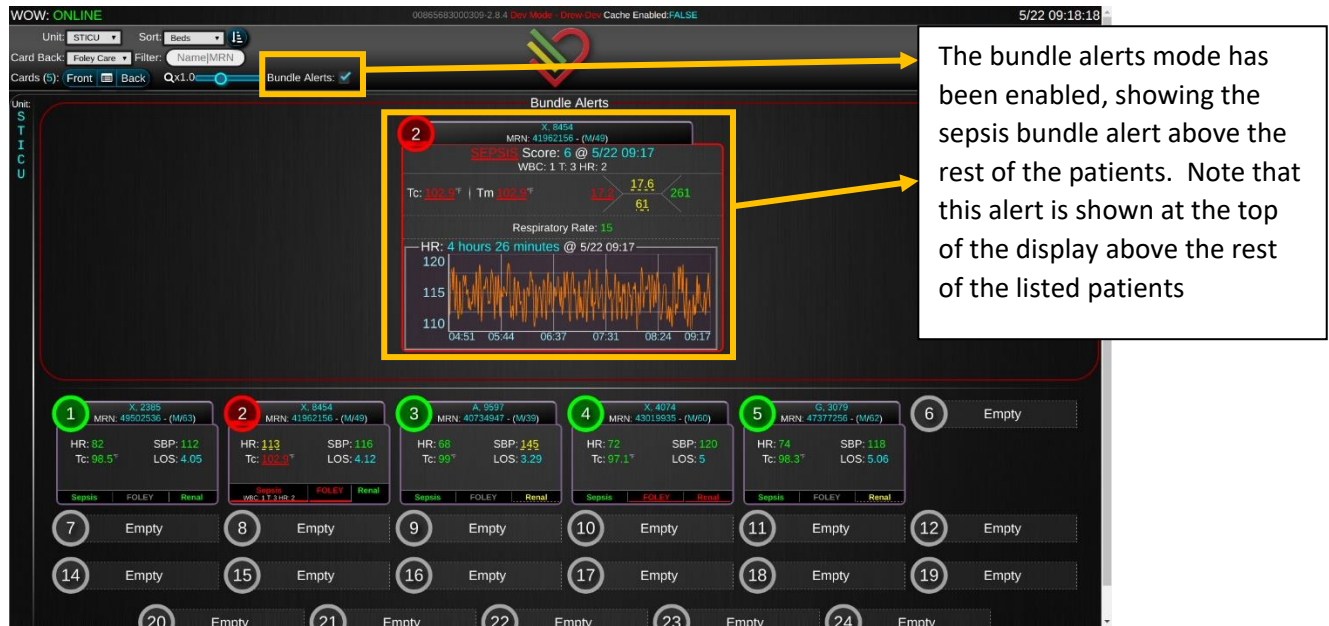 WOW: ONLINE
00865683000309-2.8.4 Dev Mode - Drew-Dev Cache Enabled:FALSE
5/22 09:18:18
Unit: STICU Sort: Beds
Card Back: Foley Care Filter: Name|MRN
Cards (5): Front Back x1.0 Bundle Alerts:
The bundle alerts mode has
been enabled, showing the
sepsis bundle alert above the
rest of the patients. Note that
this alert is shown at the top
of the display above the rest
of the listed patients
Unit:
S
T
I
C
U
Bundle Alerts
2
X, 8454
MRN: 41962156 - (M/49)
SEPSIS Score: 6 @ 5/22 09:17
WBC: 1 T: 3 HR: 2
Tc: 102.9°F | Tm 102.9°F 17.2 17.6 61 261
Respiratory Rate: 15
HR: 4 hours 26 minutes @ 5/22 09:17
120
115
110
04:51 05:44 06:37 07:31 08:24 09:17
1 X, 2385
MRN: 49502536 - (M/63)
HR: 82 SBP: 112
Tc: 98.5°F LOS: 4.05
Sepsis FOLEY Renal
2 X, 8454
MRN: 41962156 - (M/49)
HR: 113 SBP: 116
Tc: 102.9°F LOS: 4.12
Sepsis FOLEY Renal
WBC: 1 T: 3 HR: 2
3 A, 9597
MRN: 40734947 - (M/39)
HR: 68 SBP: 145
Tc: 99°F LOS: 3.29
Sepsis FOLEY Renal
4 X, 4074
MRN: 43019935 - (M/60)
HR: 72 SBP: 120
Tc: 97.1°F LOS: 5
Sepsis FOLEY Renal
5 G, 3079
MRN: 47377256 - (M/62)
HR: 74 SBP: 118
Tc: 98.3°F LOS: 5.06
Sepsis FOLEY Renal
6 Empty
7 Empty 8 Empty 9 Empty 10 Empty 11 Empty 12 Empty
14 Empty 15 Empty 16 Empty 17 Empty 18 Empty 19 Empty
20 Empty 21 Empty 22 Empty 23 Empty 24 Empty